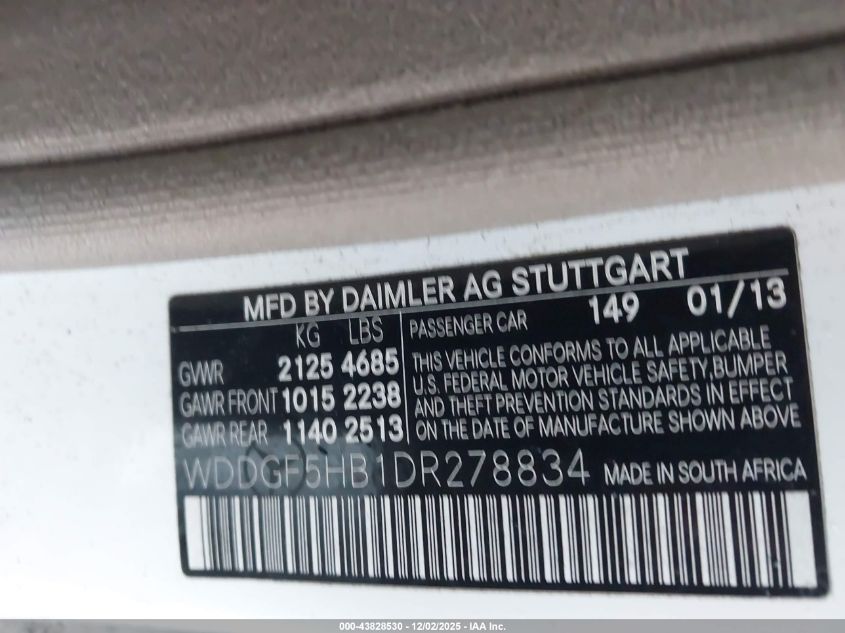 MFD BY DAIMLER AG STUTTGART
KG LBS PASSENGER CAR 149 01/13
GVWR 2125 4685
GAWR FRONT 1015 2238
GAWR REAR 1140 2513
THIS VEHICLE CONFORMS TO ALL APPLICABLE
U.S. FEDERAL MOTOR VEHICLE SAFETY,BUMPER
AND THEFT PREVENTION STANDARDS IN EFFECT
ON THE DATE OF MANUFACTURE SHOWN ABOVE
WDDGF5HB1DR278834 MADE IN SOUTH AFRICA
000-43828530 - 12/02/2025 - IAA Inc.